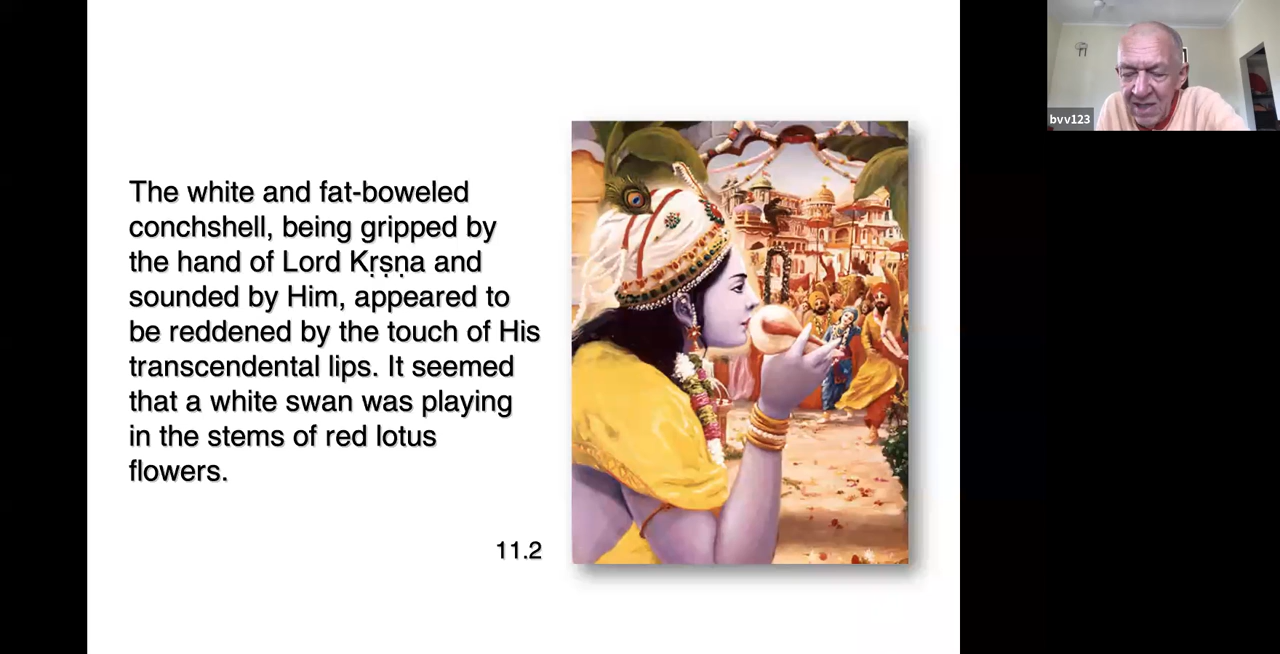 The white and fat-boweled
conchshell, being gripped by
the hand of Lord Kṛṣṇa and
sounded by Him, appeared to
be reddened by the touch of His
transcendental lips. It seemed
that a white swan was playing
in the stems of red lotus
flowers.
11.2
bvv123